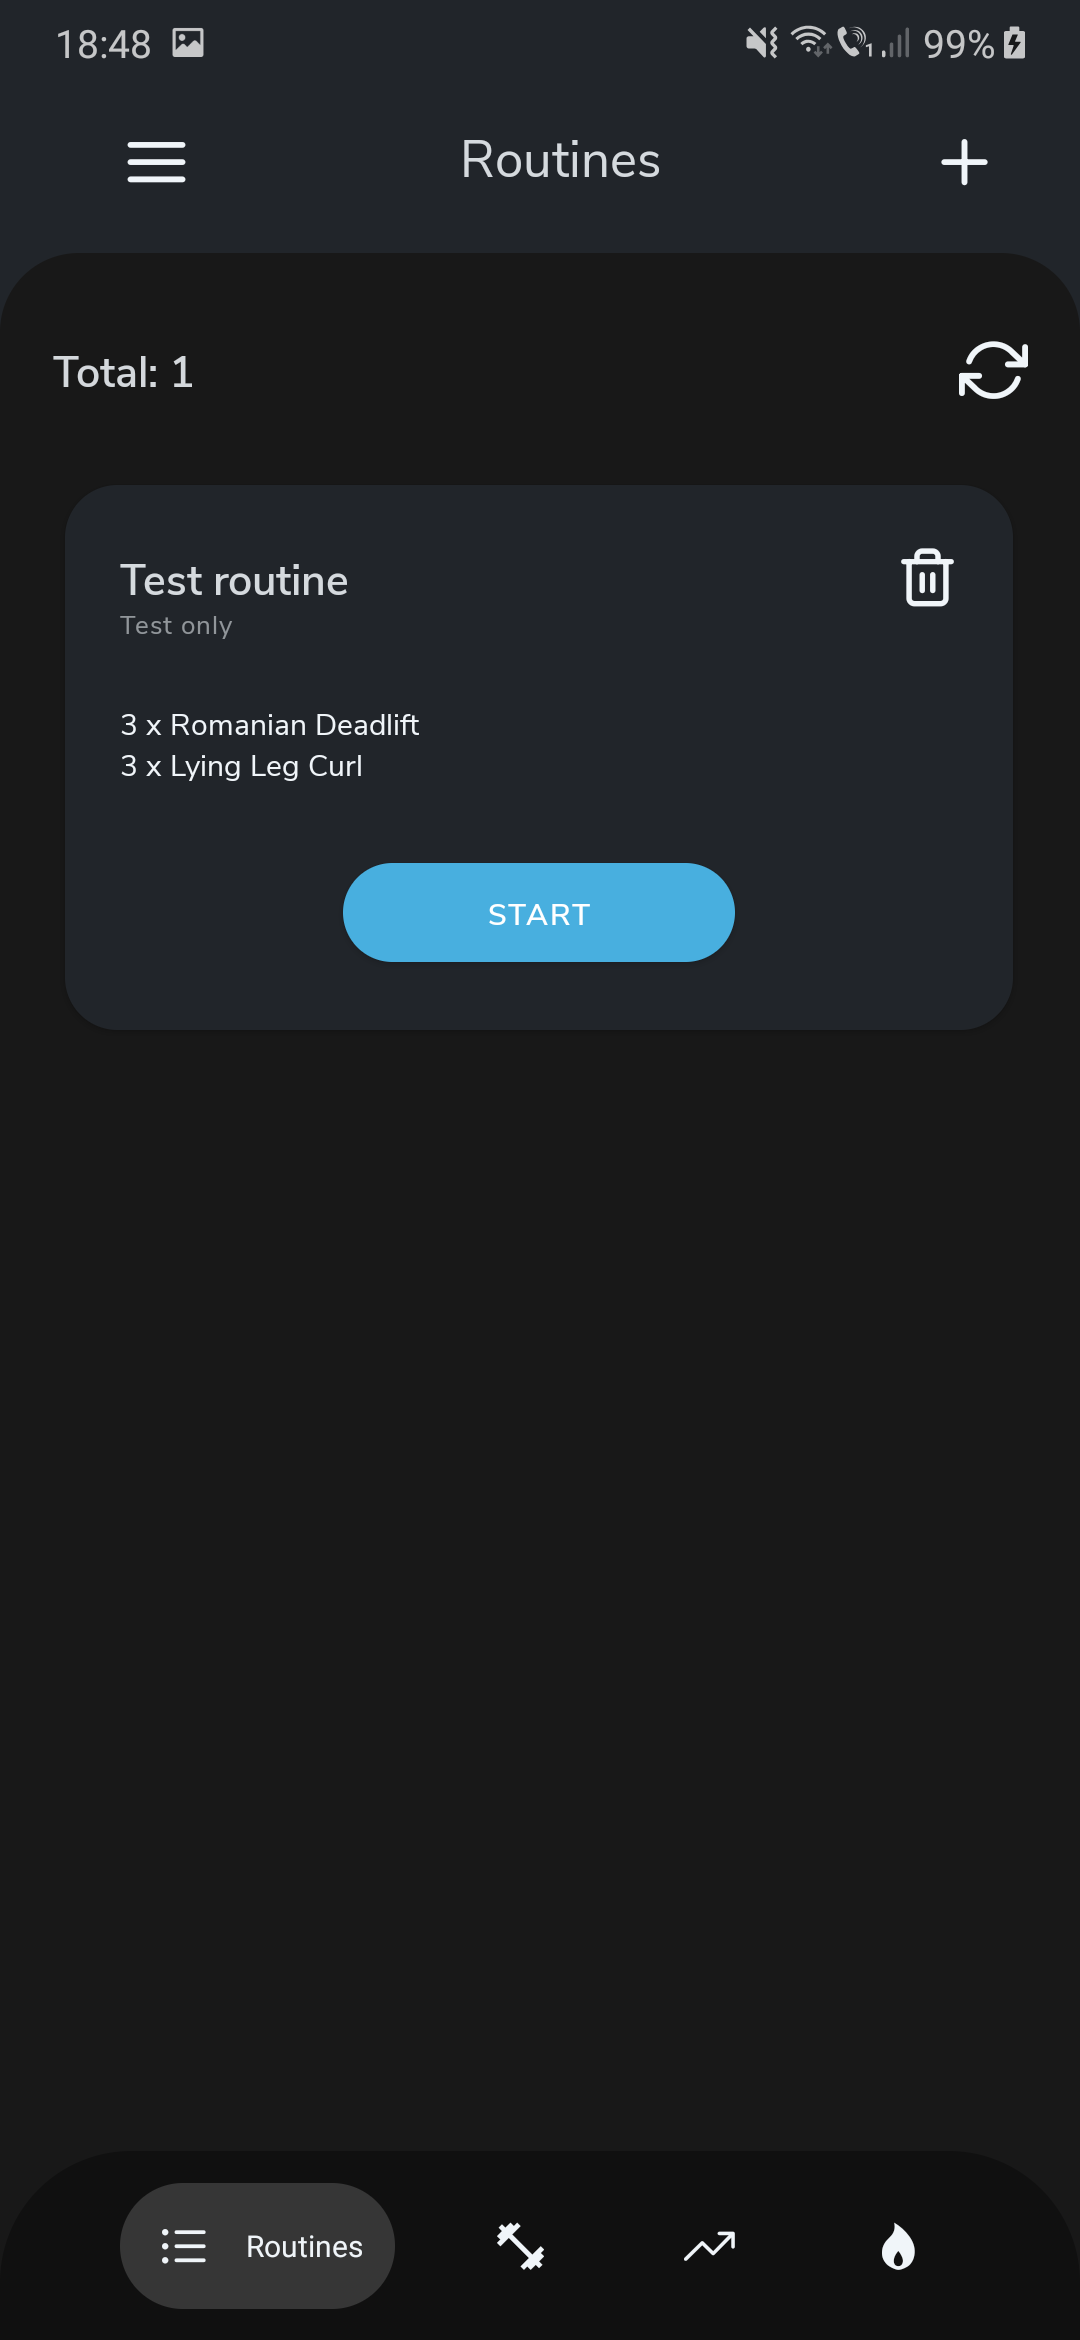 18:48
1
99%
Routines
Total: 1
Test routine
Test only
3 x Romanian Deadlift
3 x Lying Leg Curl
START
Routines